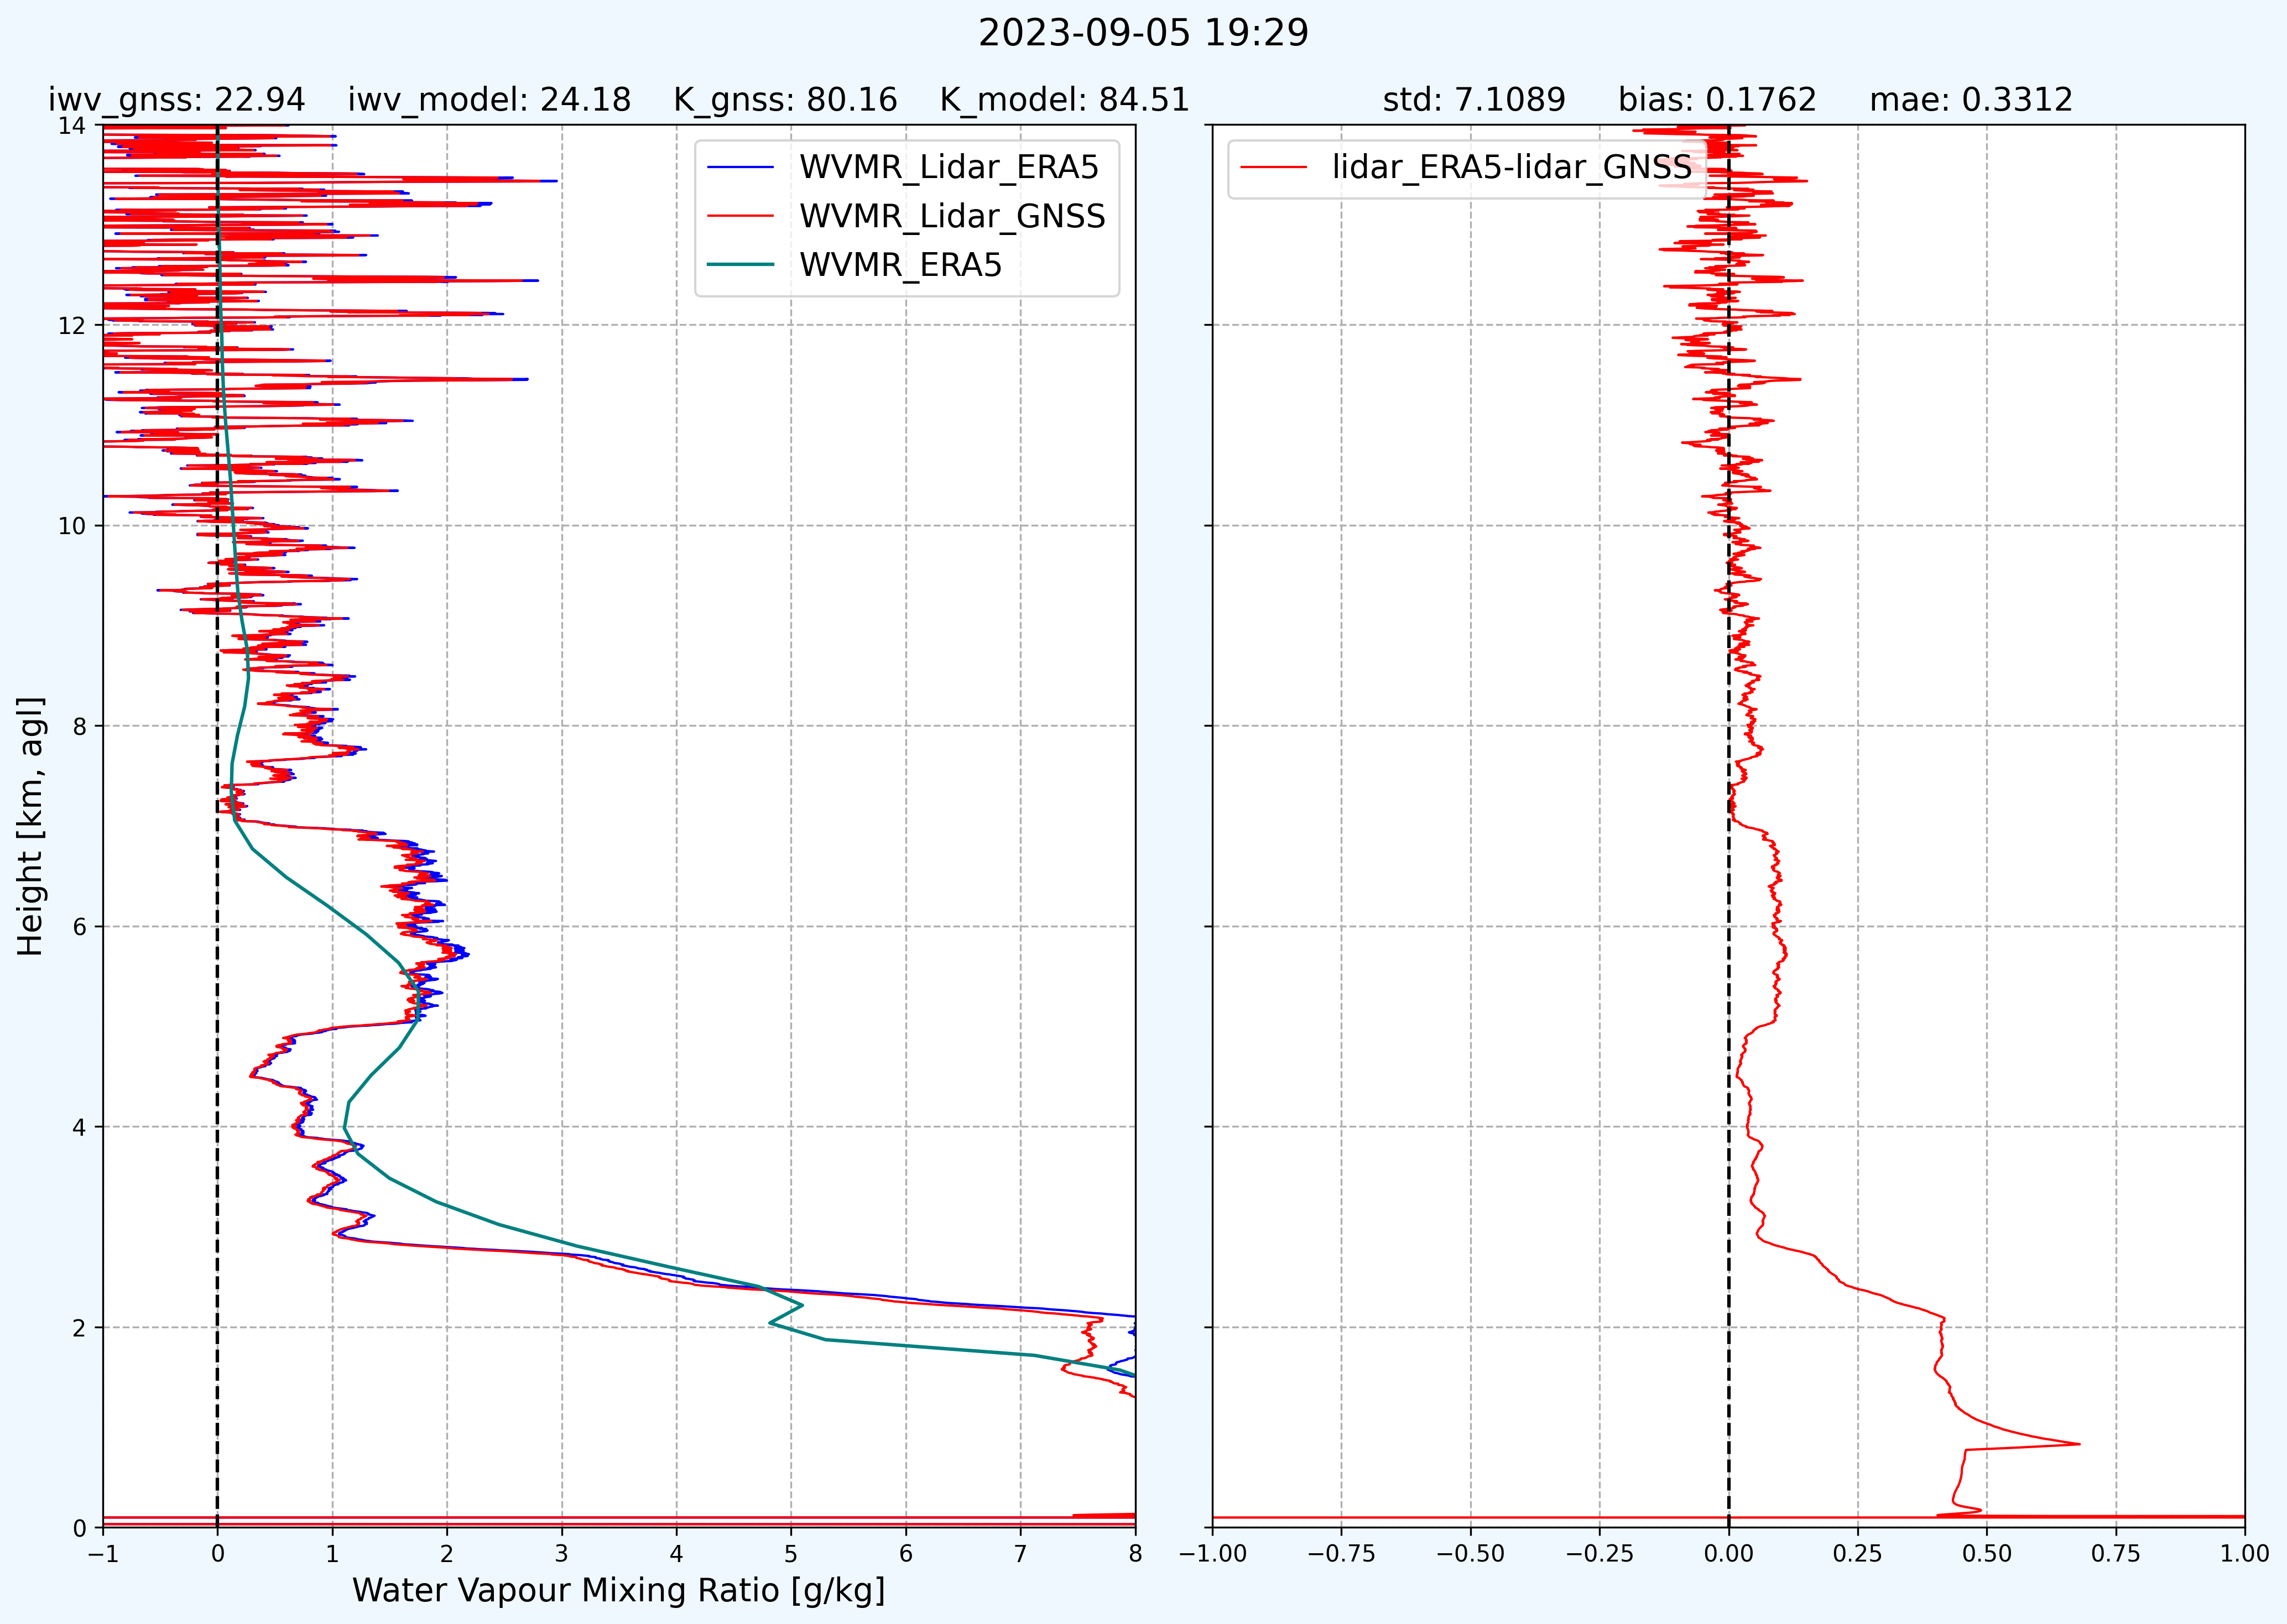 2023-09-05 19:29
iwv_gnss: 22.94 iwv_model: 24.18 K_gnss: 80.16 K_model: 84.51
std: 7.1089 bias: 0.1762 mae: 0.3312
WVMR_Lidar_ERA5
WVMR_Lidar_GNSS
WVMR_ERA5
lidar_ERA5-lidar_GNSS
Height [km, agl]
14
12
10
8
6
4
2
0
−1 0 1 2 3 4 5 6 7 8
Water Vapour Mixing Ratio [g/kg]
−1.00 −0.75 −0.50 −0.25 0.00 0.25 0.50 0.75 1.00